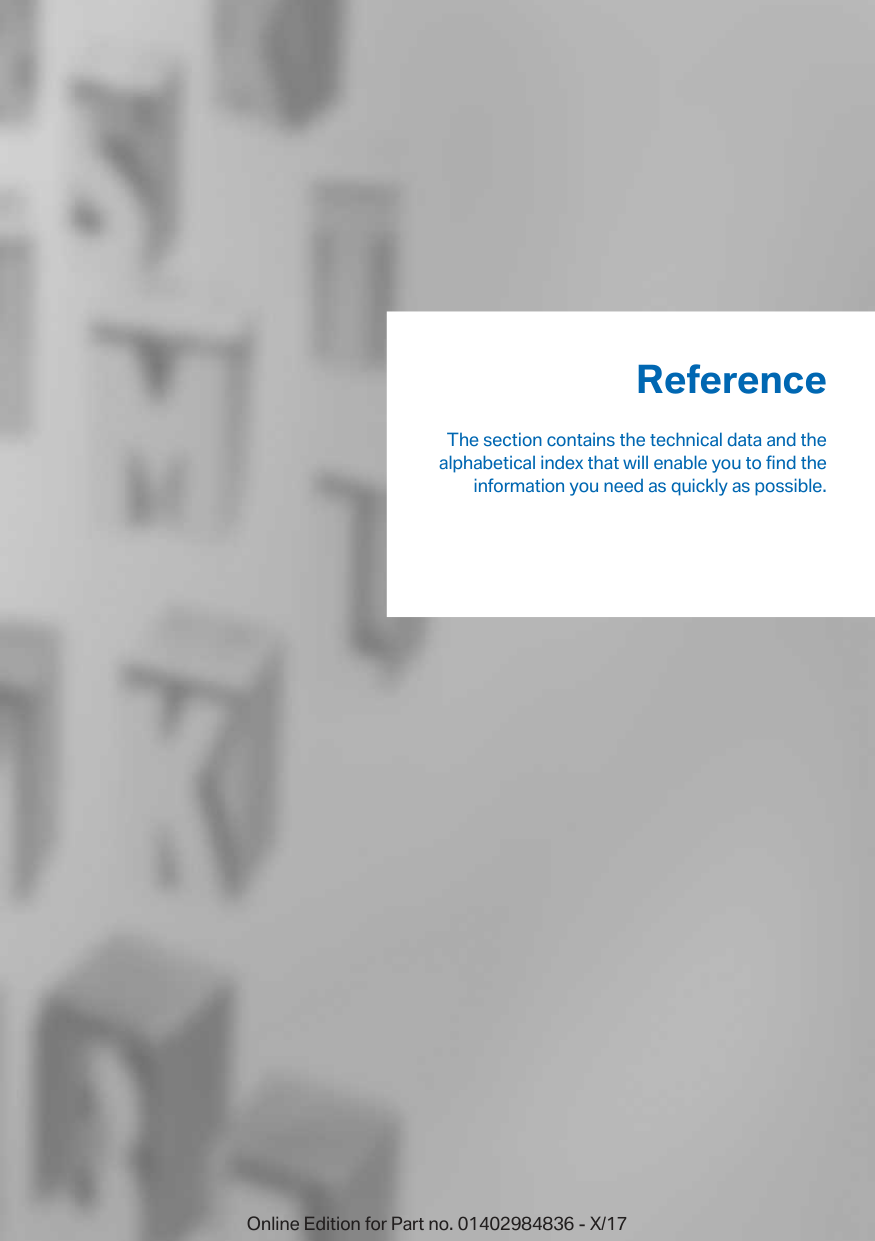 Reference
The section contains the technical data and the
alphabetical index that will enable you to find the
information you need as quickly as possible.
Online Edition for Part no. 01402984836 - X/17